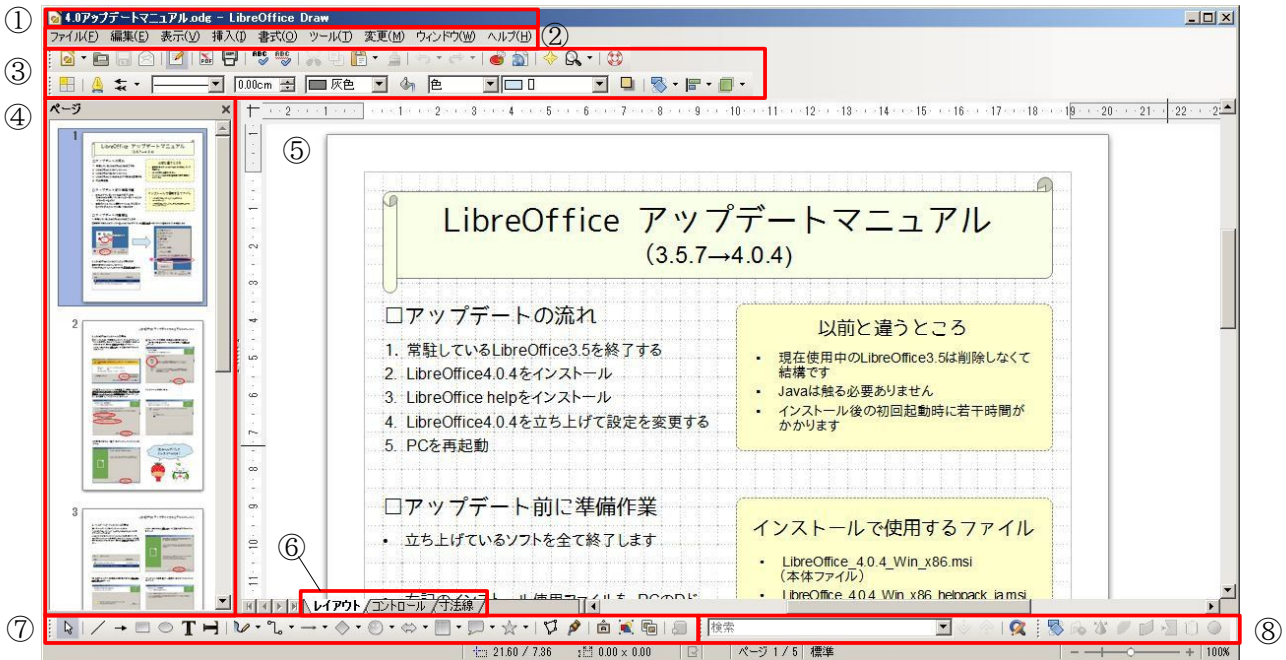 ①
4.0アップデートマニュアル.odg - LibreOffice Draw
ファイル(F) 編集(E) 表示(V) 挿入(I) 書式(O) ツール(T) 変更(M) ウィンドウ(W) ヘルプ(H)
②
③
0.00cm 灰色 色
④
ページ
⑤
1
2
3
LibreOffice アップデートマニュアル
(3.5.7→4.0.4)
□アップデートの流れ
1. 常駐しているLibreOffice3.5を終了する
2. LibreOffice4.0.4をインストール
3. LibreOffice helpをインストール
4. LibreOffice4.0.4を立ち上げて設定を変更する
5. PCを再起動
以前と違うところ
• 現在使用中のLibreOffice3.5は削除しなくて
結構です
• Javaは触る必要ありません
• インストール後の初回起動時に若干時間が
かかります
□アップデート前に準備作業
• 立ち上げているソフトを全て終了します
インストールで使用するファイル
• LibreOffice_4.0.4_Win_x86.msi
(本体ファイル)
• LibreOffice_4.0.4_Win_x86_helppack_ja.msi
⑥
レイアウト コントロール 寸法線
⑦
検索
⑧
21.60 / 7.36 0.00 x 0.00 ページ 1 / 5 標準 100%